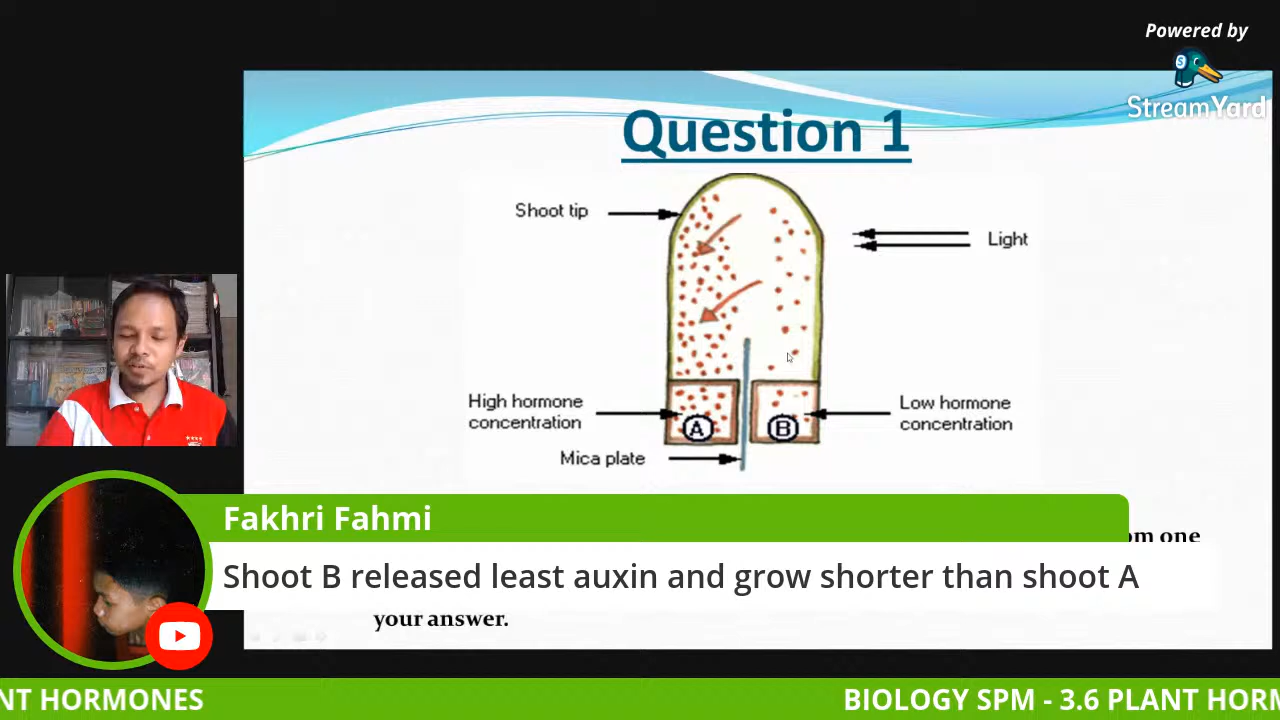 Powered by
StreamYard
Question 1
Shoot tip
Light
High hormone
concentration
Low hormone
concentration
A
B
Mica plate
Fakhri Fahmi
om one
Shoot B released least auxin and grow shorter than shoot A
your answer.
NT HORMONES
BIOLOGY SPM - 3.6 PLANT HORM